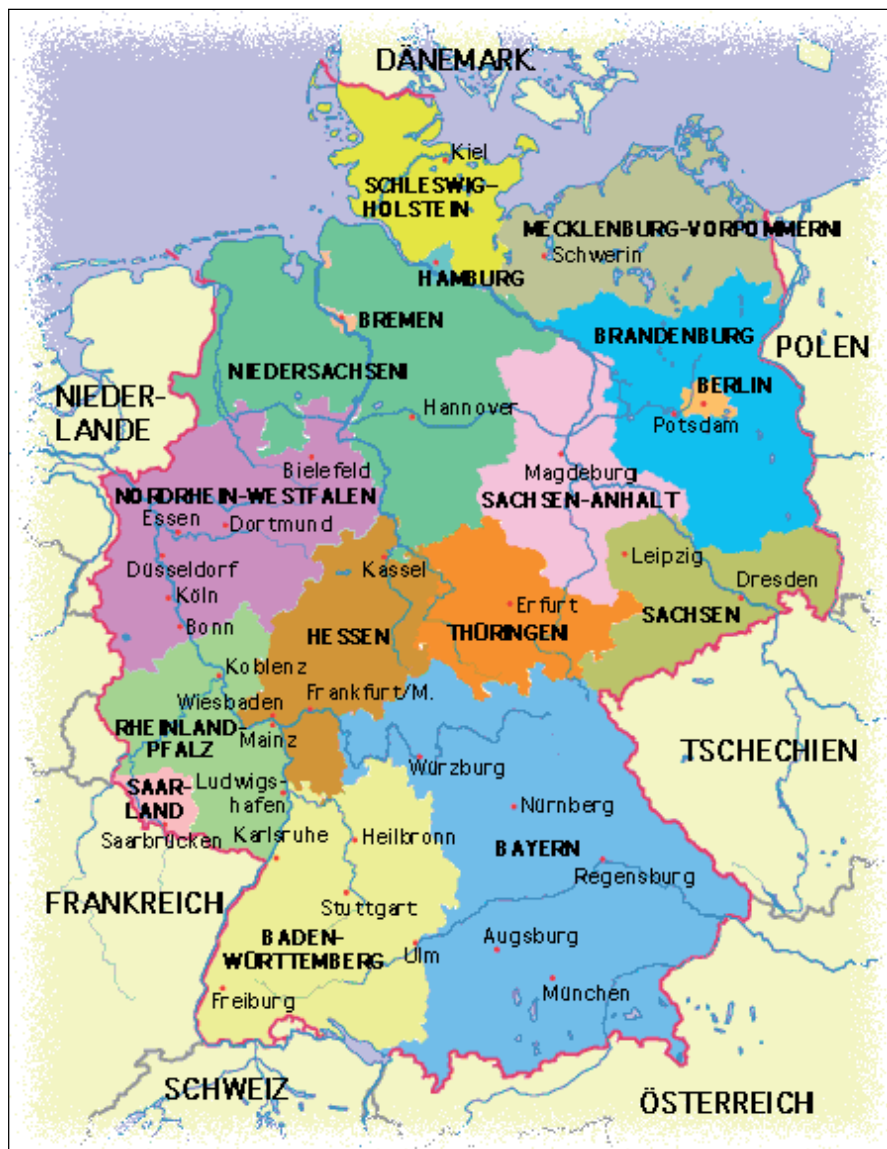 DÄNEMARK
Kiel
SCHLESWIG-
HOLSTEIN
MECKLENBURG-VORPOMMERNI
Schwerin
HAMBURG
BREMEN
BRANDENBURG
POLEN
NIEDERSACHSENI
BERLIN
NIEDER-
LANDE
Hannover
Potsdam
Bielefeld
Magdeburg
NORDRHEIN-WESTFALEN
SACHSEN-ANHALT
Essen
Dortmund
Leipzig
Düsseldorf
Kassel
Dresden
Köln
Erfurt
SACHSEN
Bonn
HESSEN
THÜRINGEN
Koblenz
Wiesbaden
Frankfurt/M.
RHEINLAND-
PFALZ
Mainz
TSCHECHIEN
Würzburg
SAAR-
LAND
Ludwigs-
hafen
Nürnberg
Saarbrücken
Karlsruhe
Heilbronn
BAYERN
Regensburg
FRANKREICH
Stuttgart
BADEN-
WÜRTTEMBERG
Ulm
Augsburg
Freiburg
München
SCHWEIZ
ÖSTERREICH